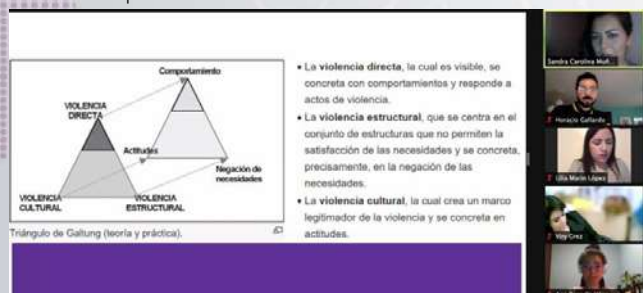 Comportamiento
VIOLENCIA
DIRECTA
Actitudes
Negación de
necesidades
VIOLENCIA
CULTURAL
VIOLENCIA
ESTRUCTURAL
Triángulo de Galtung (teoría y práctica).
• La violencia directa, la cual es visible, se
concreta con comportamientos y responde a
actos de violencia.
• La violencia estructural, que se centra en el
conjunto de estructuras que no permiten la
satisfacción de las necesidades y se concreta,
precisamente, en la negación de las
necesidades.
• La violencia cultural, la cual crea un marco
legitimador de la violencia y se concreta en
actitudes.
Sandra Carolina
Horacio Gallardo
Lilia Marin López